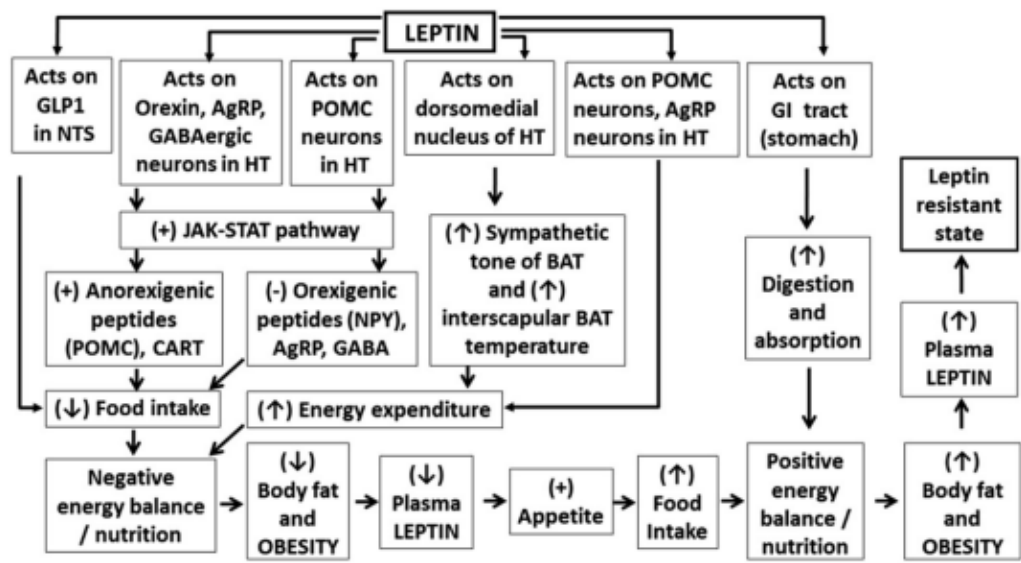 LEPTIN
Acts on
GLP1
in NTS
Acts on
Orexin, AgRP,
GABAergic
neurons in HT
Acts on
POMC
neurons
in HT
Acts on
dorsomedial
nucleus of HT
Acts on POMC
neurons, AgRP
neurons in HT
Acts on
GI tract
(stomach)
Leptin
resistant
state
(+) JAK-STAT pathway
(↑) Sympathetic
tone of BAT
and (↑)
interscapular BAT
temperature
(↑)
Digestion
and
absorption
(+) Anorexigenic
peptides
(POMC), CART
(-) Orexigenic
peptides (NPY),
AgRP, GABA
(↑)
Plasma
LEPTIN
(↓) Food intake
(↑) Energy expenditure
Negative
energy balance
/ nutrition
(↓)
Body fat
and
OBESITY
(↓)
Plasma
LEPTIN
(+)
Appetite
(↑)
Food
Intake
Positive
energy
balance /
nutrition
(↑)
Body fat
and
OBESITY